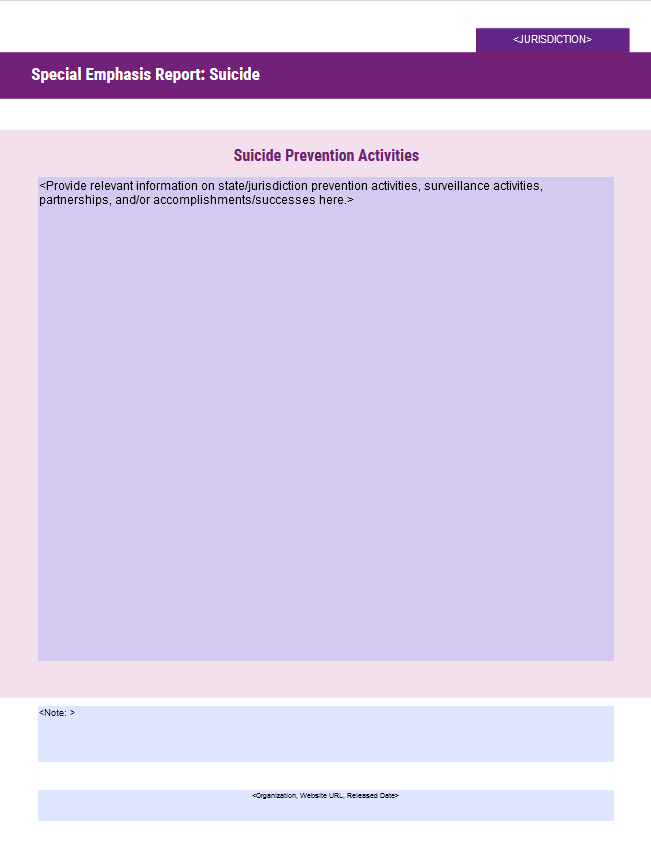 <JURISDICTION>
Special Emphasis Report: Suicide
Suicide Prevention Activities
<Provide relevant information on state/jurisdiction prevention activities, surveillance activities,
partnerships, and/or accomplishments/successes here.>
<Note: >
<Organization, Website URL, Released Date>